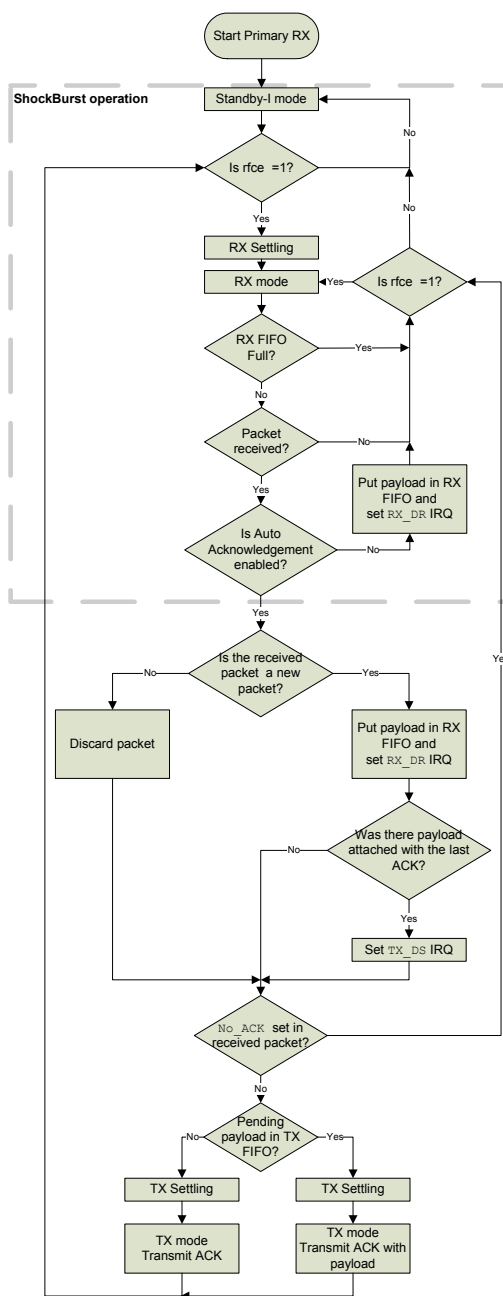 Start Primary RX
ShockBurst operation
Standby-I mode
No
Is rfce =1?
No
Yes
RX Settling
RX mode
Yes
Is rfce =1?
RX FIFO
Full?
Yes
Yes
No
Packet
received?
No
Put payload in RX
FIFO and
set RX_DR IRQ
Yes
Is Auto
Acknowledgement
enabled?
No
Yes
Is the received
packet a new
packet?
No
Yes
Ye
Discard packet
Put payload in RX
FIFO and
set RX_DR IRQ
Was there payload
attached with the last
ACK?
No
Yes
Set TX_DS IRQ
No_ACK set in
received packet?
No
Pending
payload in TX
FIFO?
No
Yes
TX Settling
TX Settling
TX mode
Transmit ACK
TX mode
Transmit ACK with
payload